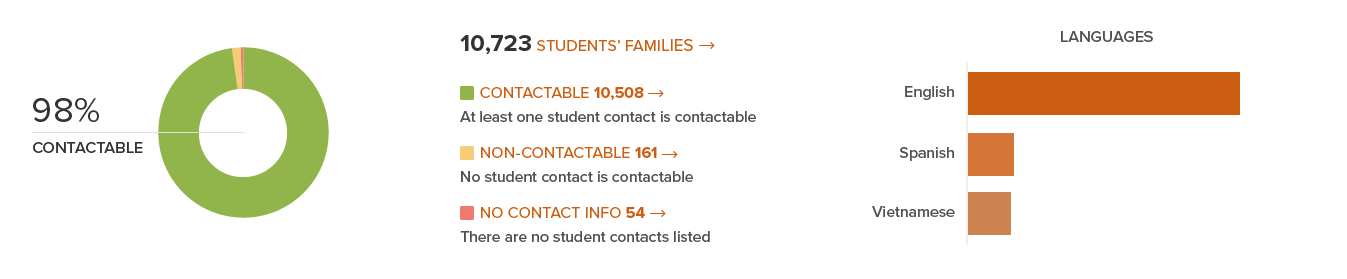 98%
CONTACTABLE
10,723 STUDENTS’ FAMILIES →
CONTACTABLE 10,508 →
At least one student contact is contactable
NON-CONTACTABLE 161 →
No student contact is contactable
NO CONTACT INFO 54 →
There are no student contacts listed
LANGUAGES
English
Spanish
Vietnamese